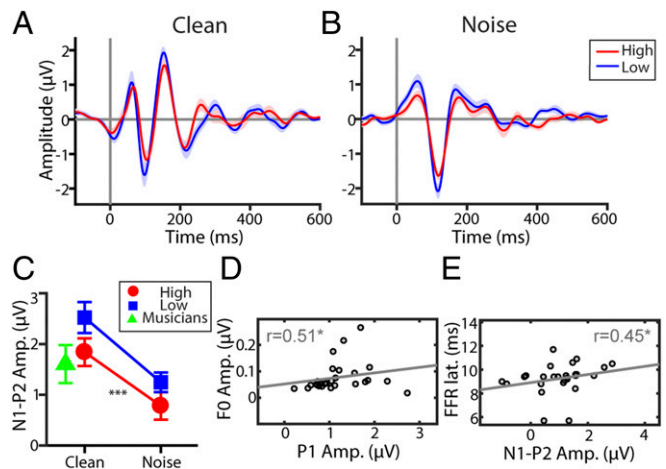 A Clean
B Noise
High
Low
Amplitude (µV)
2
1
0
-1
-2
0 200 400 600
Time (ms)
2
1
0
-1
-2
0 200 400 600
Time (ms)
C
High
Low
Musicians
N1-P2 Amp. (µV)
3
2
1
0
***
Clean Noise
D
r=0.51*
F0 Amp. (µV)
0.2
0.1
0
0 1 2 3
P1 Amp. (µV)
E
r=0.45*
FFR lat. (ms)
14
12
10
8
6
0 2 4
N1-P2 Amp. (µV)